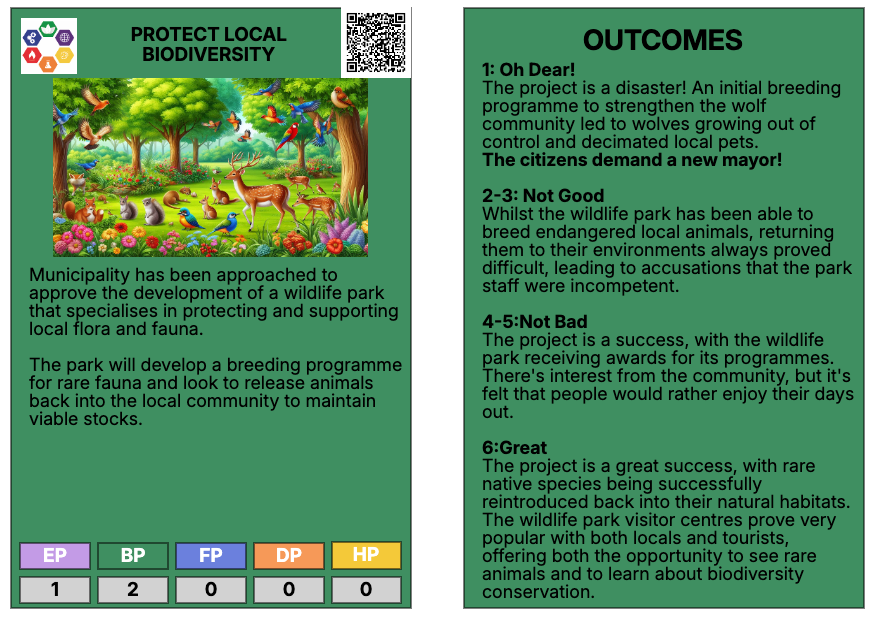 PROTECT LOCAL
BIODIVERSITY
Municipality has been approached to
approve the development of a wildlife park
that specialises in protecting and supporting
local flora and fauna.
The park will develop a breeding programme
for rare fauna and look to release animals
back into the local community to maintain
viable stocks.
EP BP FP DP HP
1 2 0 0 0
OUTCOMES
1: Oh Dear!
The project is a disaster! An initial breeding
programme to strengthen the wolf
community led to wolves growing out of
control and decimated local pets.
The citizens demand a new mayor!
2-3: Not Good
Whilst the wildlife park has been able to
breed endangered local animals, returning
them to their environments always proved
difficult, leading to accusations that the park
staff were incompetent.
4-5:Not Bad
The project is a success, with the wildlife
park receiving awards for its programmes.
There's interest from the community, but it's
felt that people would rather enjoy their days
out.
6:Great
The project is a great success, with rare
native species being successfully
reintroduced back into their natural habitats.
The wildlife park visitor centres prove very
popular with both locals and tourists,
offering both the opportunity to see rare
animals and to learn about biodiversity
conservation.